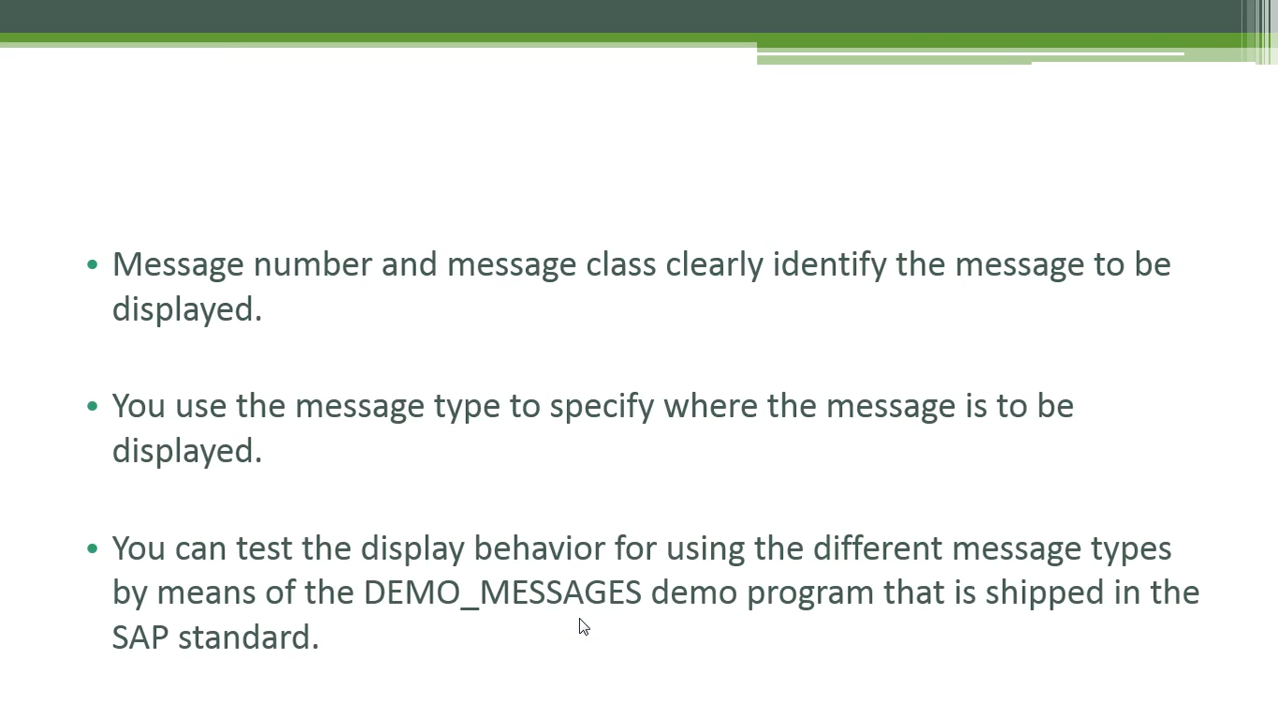 • Message number and message class clearly identify the message to be
displayed.
• You use the message type to specify where the message is to be
displayed.
• You can test the display behavior for using the different message types
by means of the DEMO_MESSAGES demo program that is shipped in the
SAP standard.